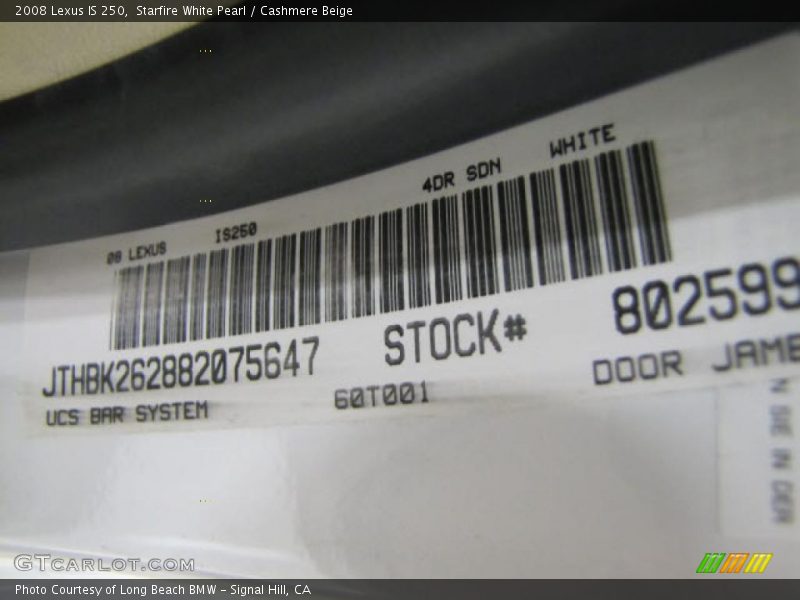 2008 Lexus IS 250, Starfire White Pearl / Cashmere Beige
08 LEXUS IS250 4DR SDN WHITE
JTHBK262882075647 STOCK# 802599
UCS BAR SYSTEM 60T001 DOOR JAMB
GTCARLOT.COM
Photo Courtesy of Long Beach BMW - Signal Hill, CA